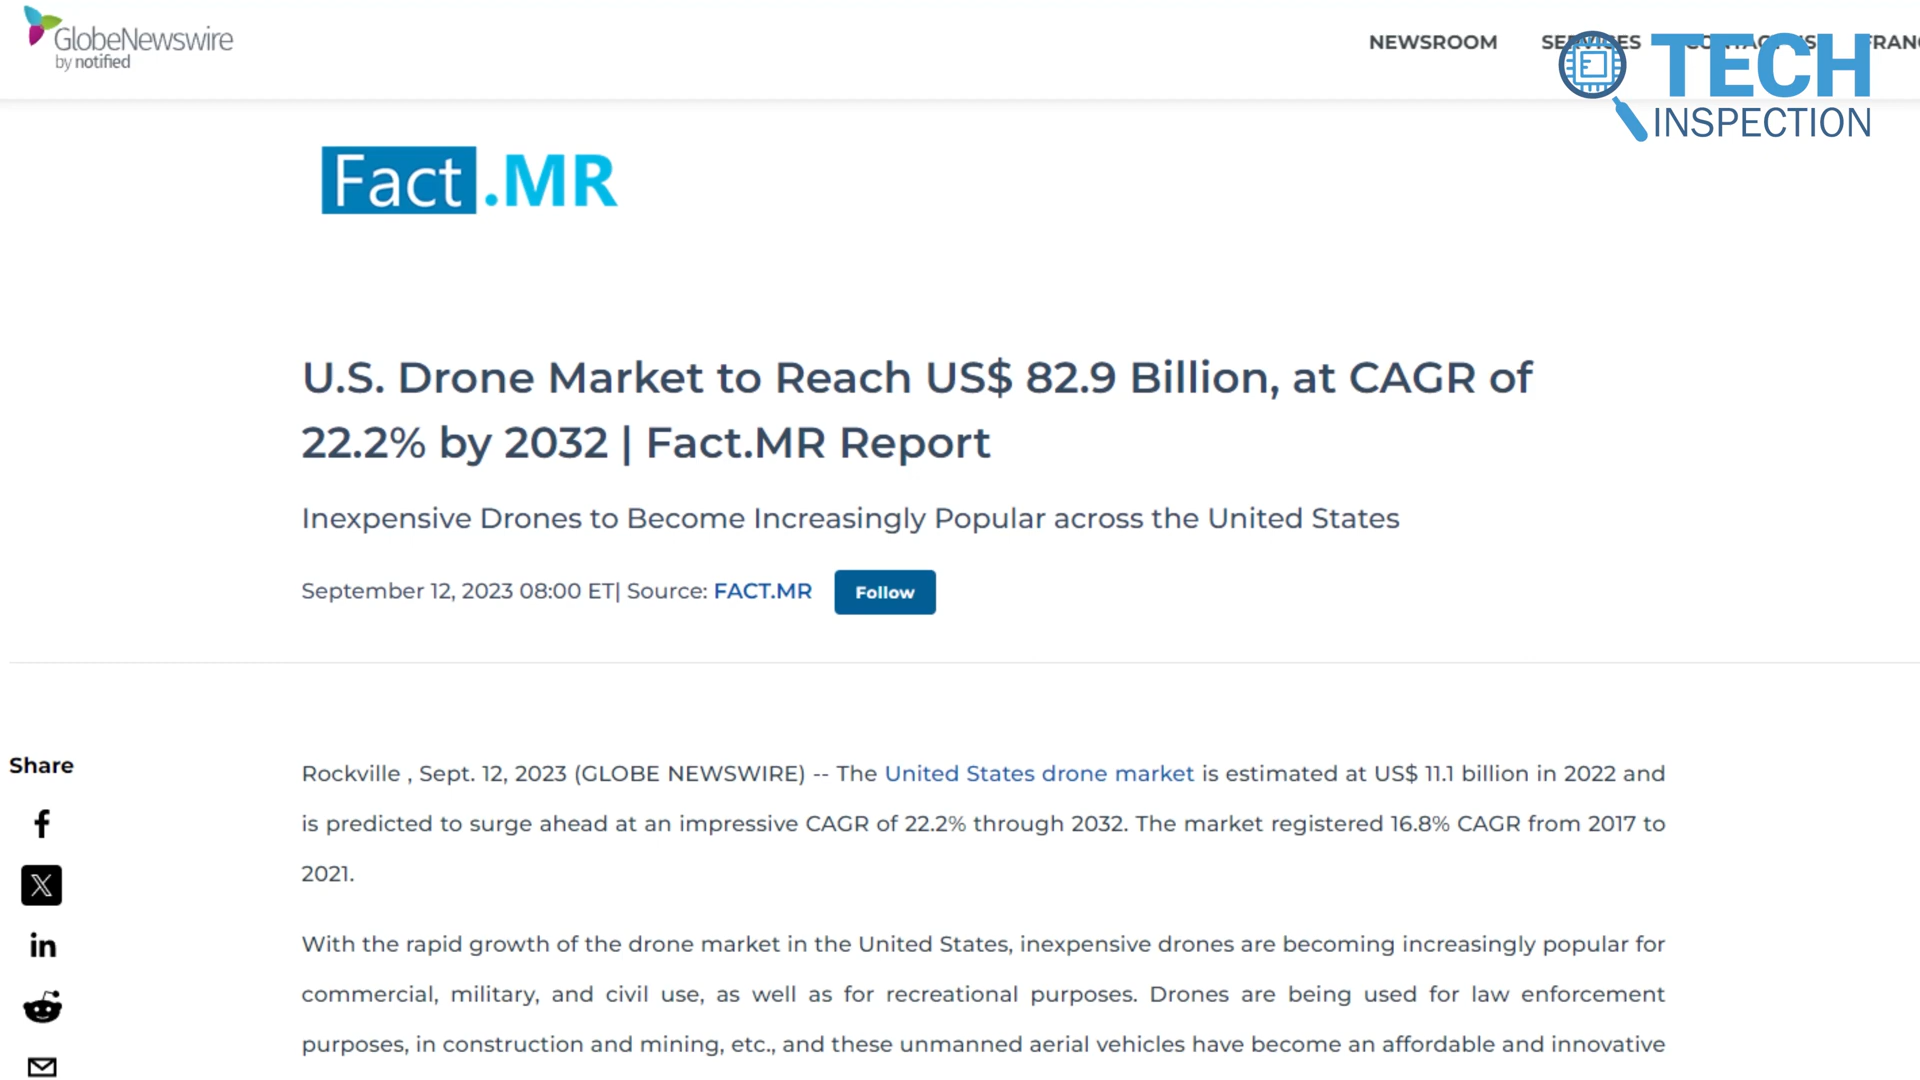 GlobeNewswire
by notified
NEWSROOM SERVICES CONTACT US FRANÇ
TECH
INSPECTION
Fact.MR
U.S. Drone Market to Reach US$ 82.9 Billion, at CAGR of
22.2% by 2032 | Fact.MR Report
Inexpensive Drones to Become Increasingly Popular across the United States
September 12, 2023 08:00 ET| Source: FACT.MR Follow
Share
Rockville , Sept. 12, 2023 (GLOBE NEWSWIRE) -- The United States drone market is estimated at US$ 11.1 billion in 2022 and
is predicted to surge ahead at an impressive CAGR of 22.2% through 2032. The market registered 16.8% CAGR from 2017 to
2021.
With the rapid growth of the drone market in the United States, inexpensive drones are becoming increasingly popular for
commercial, military, and civil use, as well as for recreational purposes. Drones are being used for law enforcement
purposes, in construction and mining, etc., and these unmanned aerial vehicles have become an affordable and innovative